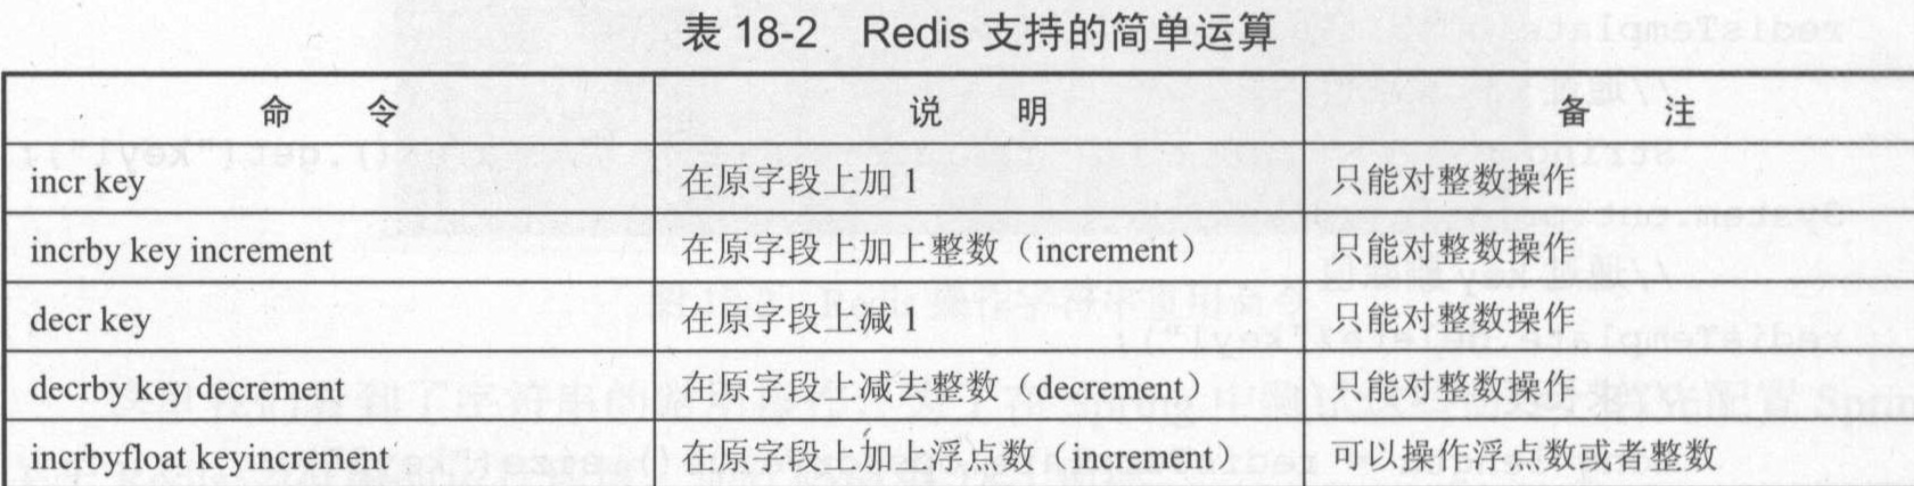 表 18-2 Redis 支持的简单运算
命 令 说 明 备 注
incr key 在原字段上加 1 只能对整数操作
incrby key increment 在原字段上加上整数（increment） 只能对整数操作
decr key 在原字段上减 1 只能对整数操作
decrby key decrement 在原字段上减去整数（decrement） 只能对整数操作
incrbyfloat keyincrement 在原字段上加上浮点数（increment） 可以操作浮点数或者整数